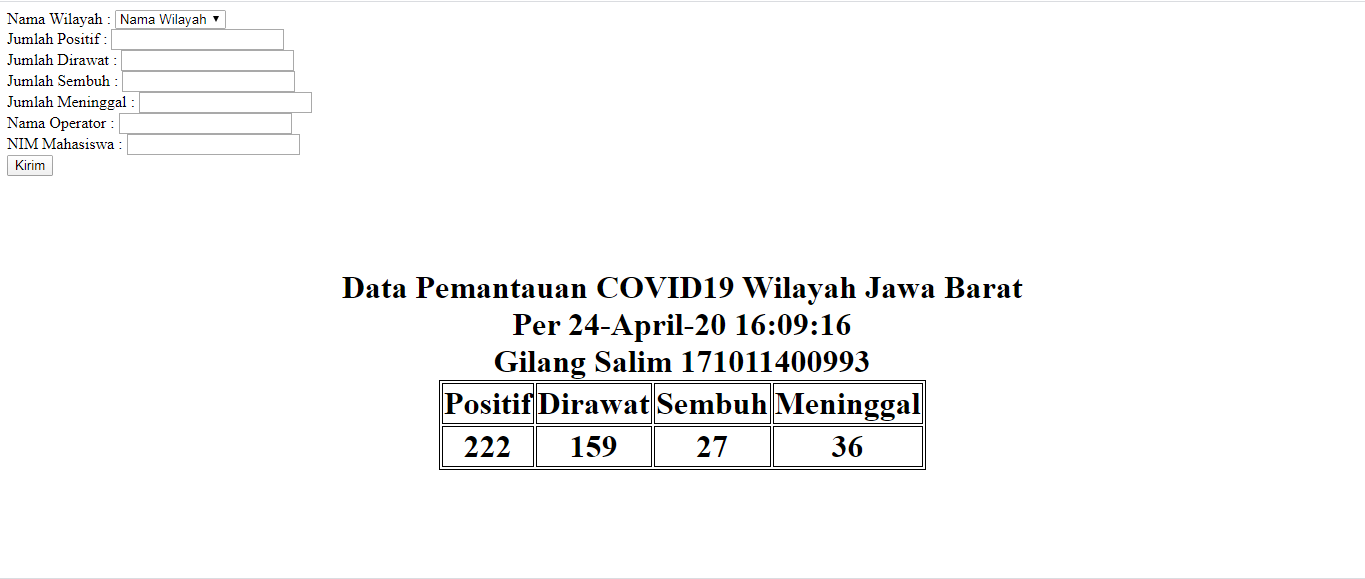 Nama Wilayah : Nama Wilayah
Jumlah Positif :
Jumlah Dirawat :
Jumlah Sembuh :
Jumlah Meninggal :
Nama Operator :
NIM Mahasiswa :
Kirim
Data Pemantauan COVID19 Wilayah Jawa Barat
Per 24-April-20 16:09:16
Gilang Salim 171011400993
Positif Dirawat Sembuh Meninggal
222 159 27 36